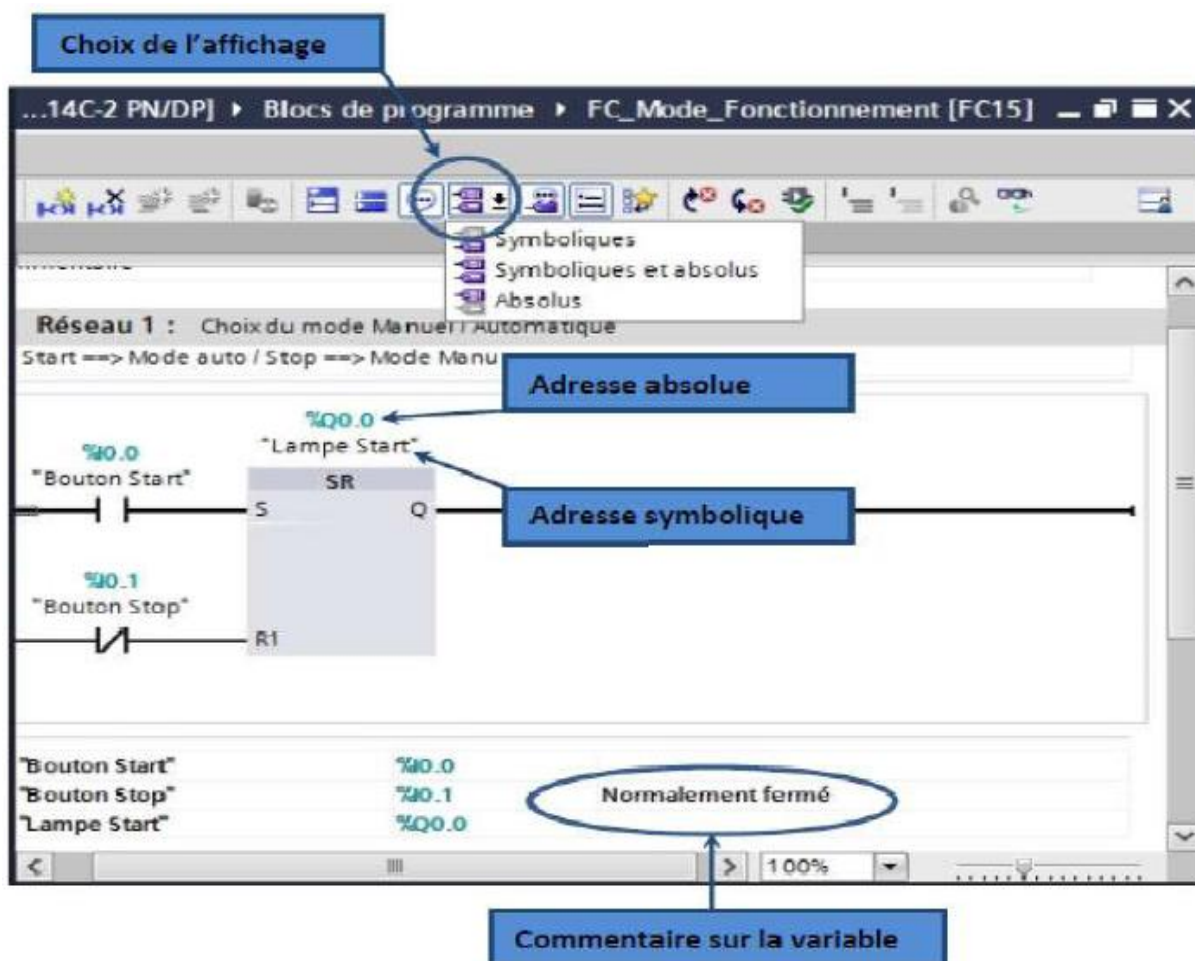 Choix de l'affichage
...14C-2 PN/DP] ▸ Blocs de programme ▸ FC_Mode_Fonctionnement [FC15]
Symboliques
Symboliques et absolus
Absolus
Réseau 1 : Choix du mode Manuel / Automatique
Start ==> Mode auto / Stop ==> Mode Manu
Adresse absolue
%Q0.0
"Lampe Start"
%I0.0
"Bouton Start"
SR
S
Q
Adresse symbolique
%I0.1
"Bouton Stop"
R1
"Bouton Start" %I0.0
"Bouton Stop" %I0.1 Normalement fermé
"Lampe Start" %Q0.0
100%
Commentaire sur la variable